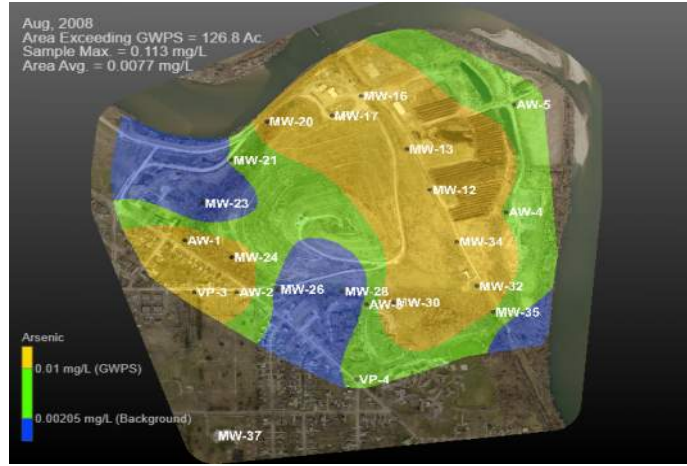 Aug, 2008
Area Exceeding GWPS = 126.8 Ac.
Sample Max. = 0.113 mg/L
Area Avg. = 0.0077 mg/L
MW-16
AW-5
MW-20
MW-17
MW-13
MW-21
MW-12
MW-23
AW-4
AW-1
MW-34
MW-24
VP-3
AW-2
MW-26
MW-28
MW-32
MW-30
MW-35
Arsenic
0.01 mg/L (GWPS)
VP-4
0.00205 mg/L (Background)
MW-37